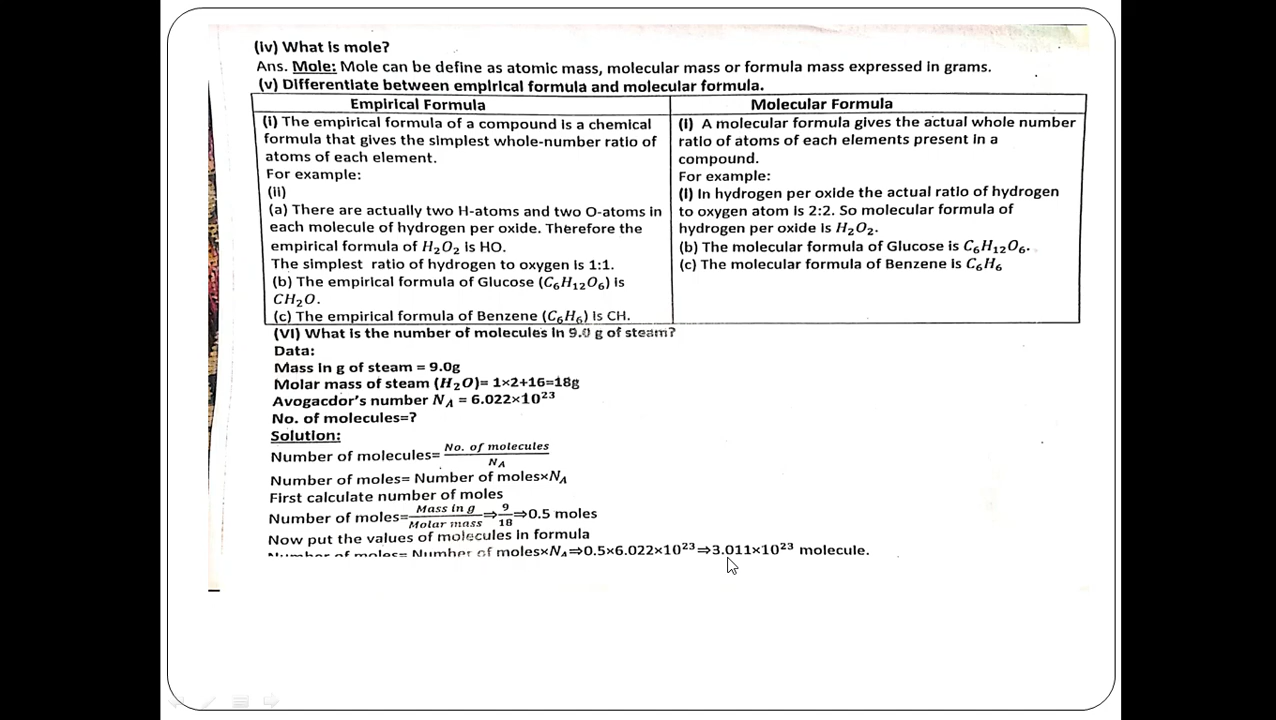 (iv) What is mole?
Ans. Mole: Mole can be define as atomic mass, molecular mass or formula mass expressed in grams.
(v) Differentiate between empirical formula and molecular formula.
Empirical Formula
(i) The empirical formula of a compound is a chemical
formula that gives the simplest whole-number ratio of
atoms of each element.
For example:
(ii)
(a) There are actually two H-atoms and two O-atoms in
each molecule of hydrogen per oxide. Therefore the
empirical formula of H₂O₂ is HO.
The simplest ratio of hydrogen to oxygen is 1:1.
(b) The empirical formula of Glucose (C₆H₁₂O₆) is
CH₂O.
(c) The empirical formula of Benzene (C₆H₆) is CH.
Molecular Formula
(I) A molecular formula gives the actual whole number
ratio of atoms of each elements present in a
compound.
For example:
(I) In hydrogen per oxide the actual ratio of hydrogen
to oxygen atom is 2:2. So molecular formula of
hydrogen per oxide is H₂O₂.
(b) The molecular formula of Glucose is C₆H₁₂O₆.
(c) The molecular formula of Benzene is C₆H₆
(VI) What is the number of molecules in 9.0 g of steam?
Data:
Mass in g of steam = 9.0g
Molar mass of steam (H₂O)= 1×2+16=18g
Avogacdor's number N_A = 6.022×10²³
No. of molecules=?
Solution:
Number of molecules= No. of molecules / N_A
Number of moles= Number of moles×N_A
First calculate number of moles
Number of moles= Mass in g / Molar mass ⇒ 9/18 ⇒0.5 moles
Now put the values of molecules in formula
Number of moles= Number of moles×N_A⇒0.5×6.022×10²³⇒3.011×10²³ molecule.